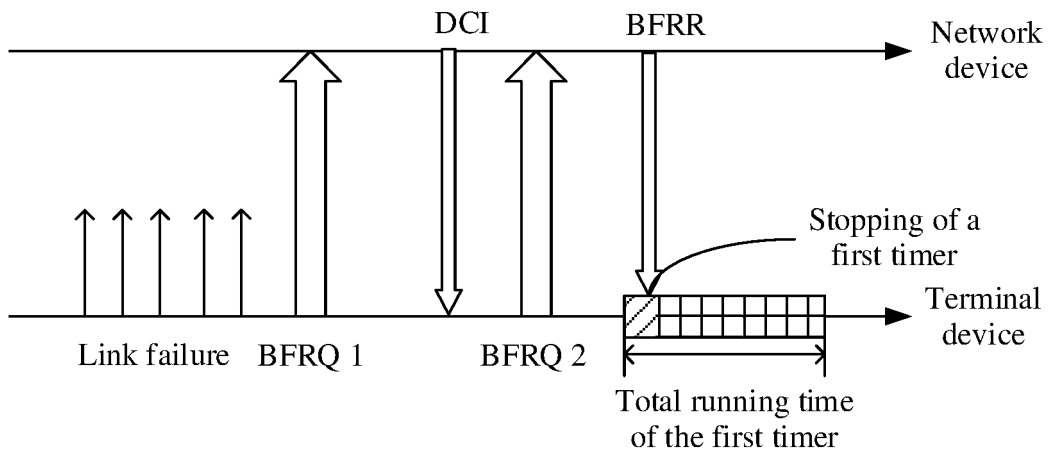 DCI
BFRR
Network
device
Stopping of a
first timer
Terminal
device
Link failure
BFRQ 1
BFRQ 2
Total running time
of the first timer